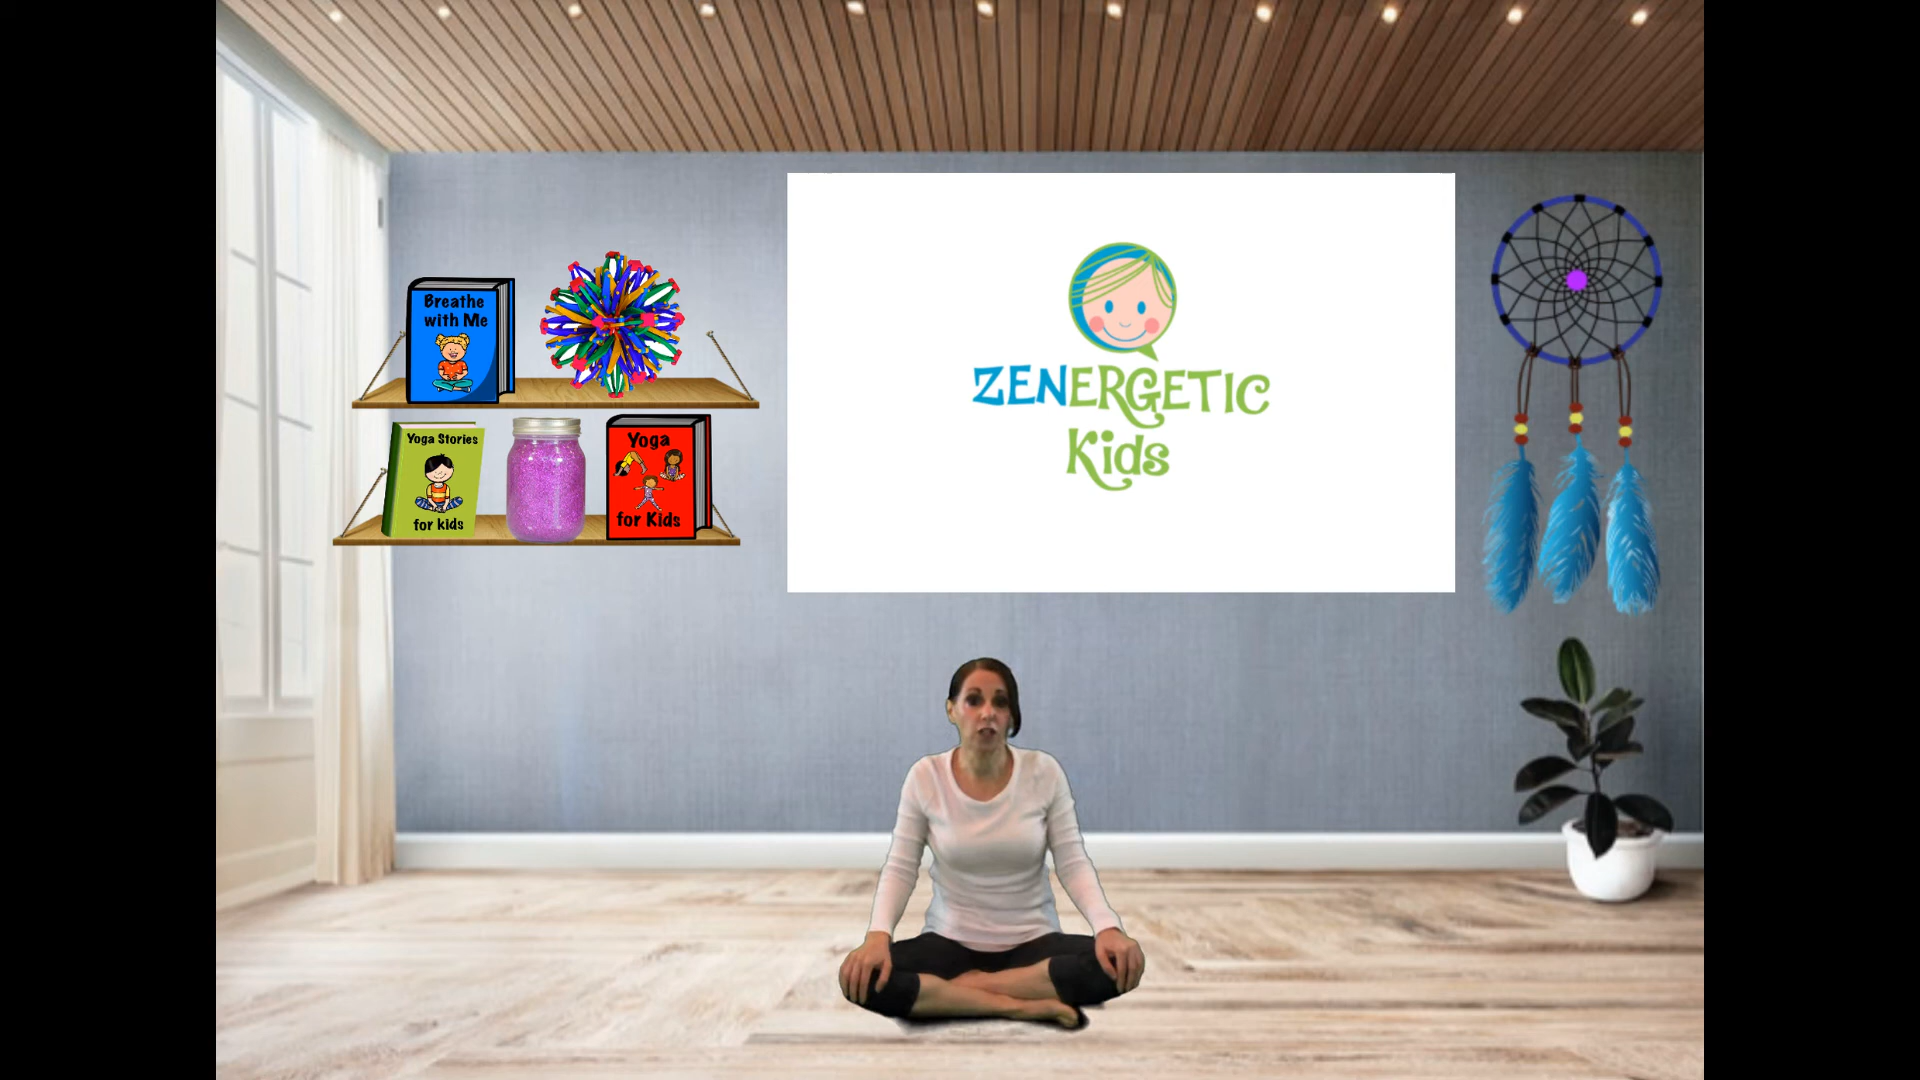 Breathe
with Me
Yoga Stories
for kids
Yoga
for Kids
ZENERGETIC
Kids